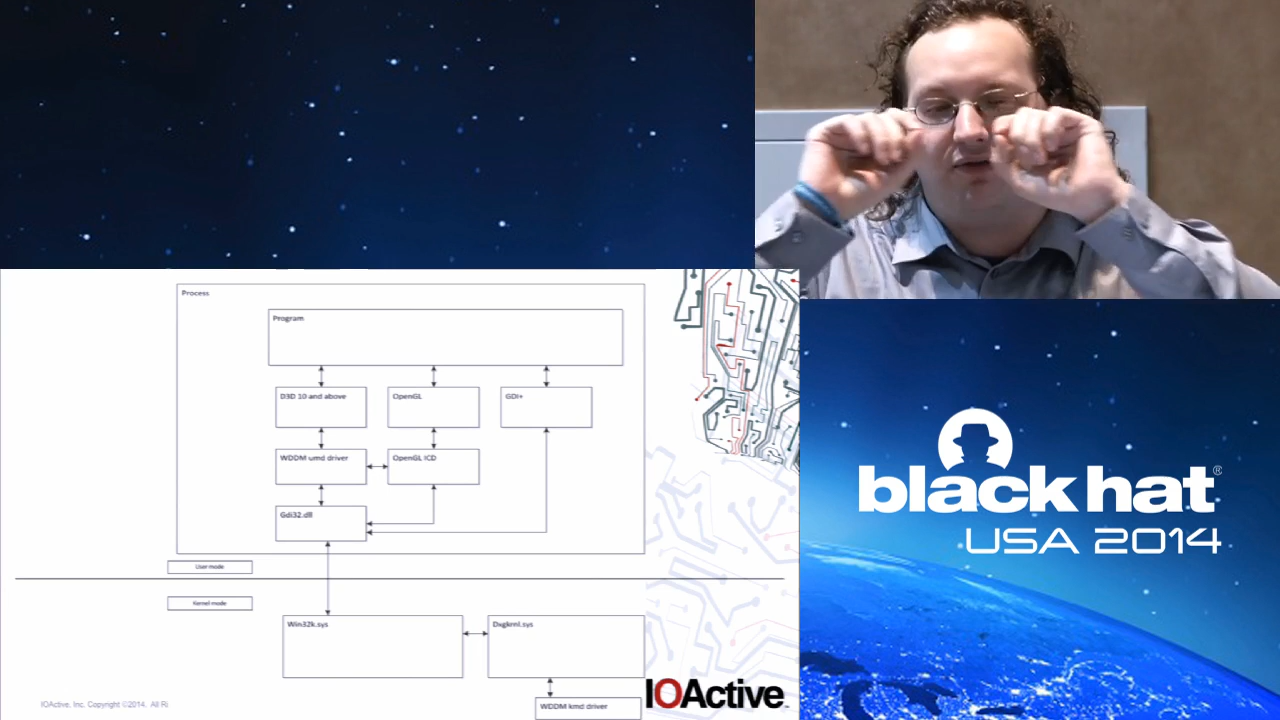 Process
Program
D3D 10 and above
OpenGL
GDI+
WDDM umd driver
OpenGL ICD
Gdi32.dll
User mode
Kernel mode
Win32k.sys
Dxgkrnl.sys
WDDM kmd driver
IOActive, Inc. Copyright ©2014. All Ri
IOActive
black hat®
USA 2014